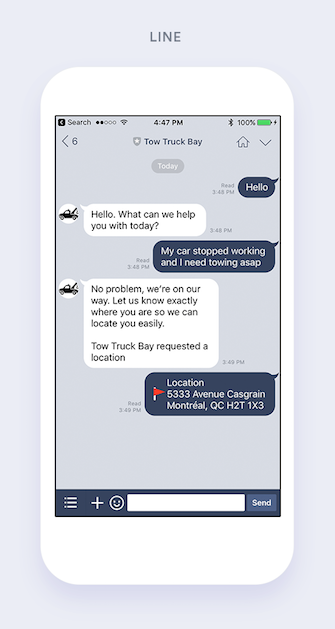 LINE
Search
4:47 PM
100%
6
Tow Truck Bay
Today
Read
3:48 PM
Hello
Hello. What can we help
you with today?
3:48 PM
Read
3:48 PM
My car stopped working
and I need towing asap
No problem, we're on our
way. Let us know exactly
where you are so we can
locate you easily.
Tow Truck Bay requested a
location
3:49 PM
Read
3:49 PM
Location
5333 Avenue Casgrain
Montréal, QC H2T 1X3
Send